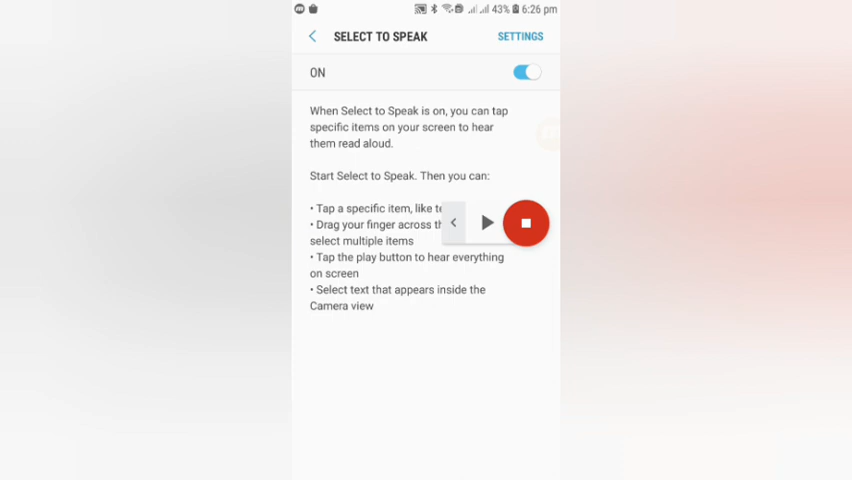 43% 6:26 pm
SELECT TO SPEAK SETTINGS
ON
When Select to Speak is on, you can tap
specific items on your screen to hear
them read aloud.
Start Select to Speak. Then you can:
• Tap a specific item, like
• Drag your finger across
select multiple items
• Tap the play button to hear everything
on screen
• Select text that appears inside the
Camera view